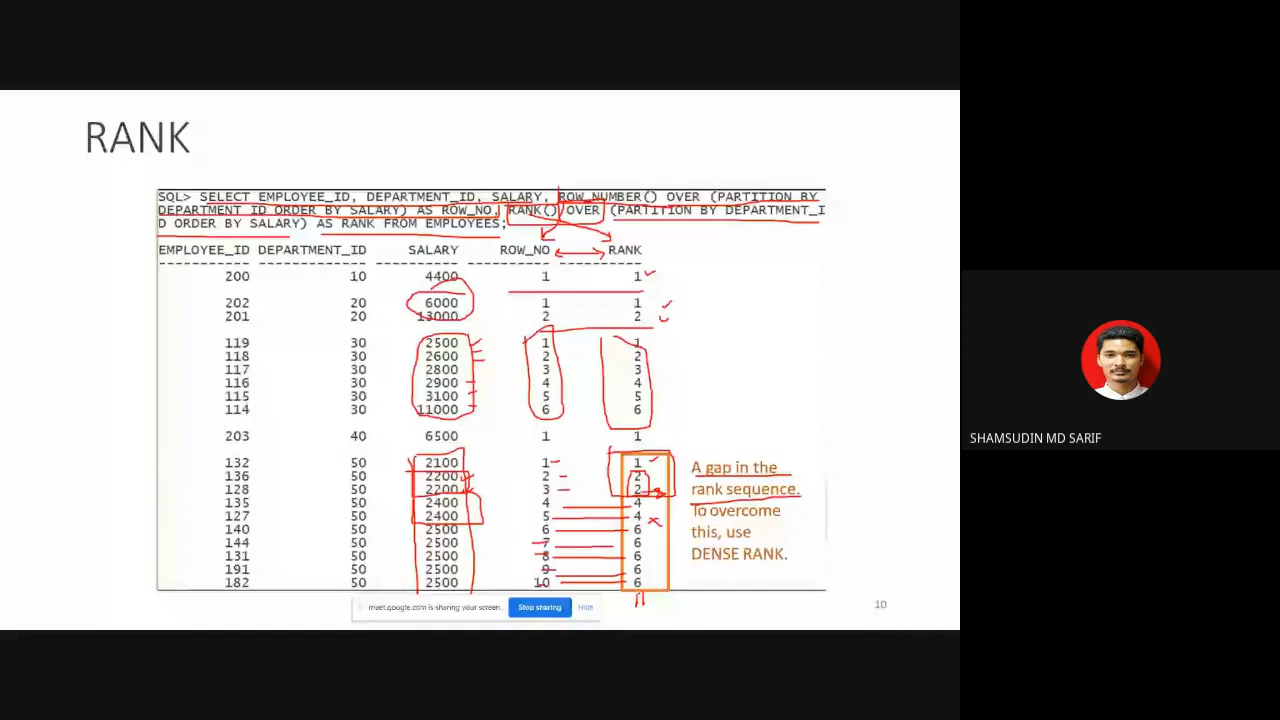 RANK
SQL> SELECT EMPLOYEE_ID, DEPARTMENT_ID, SALARY, ROW_NUMBER() OVER (PARTITION BY
DEPARTMENT_ID ORDER BY SALARY) AS ROW_NO, RANK() OVER (PARTITION BY DEPARTMENT_I
D ORDER BY SALARY) AS RANK FROM EMPLOYEES;
EMPLOYEE_ID DEPARTMENT_ID SALARY ROW_NO RANK
200 10 4400 1 1
202 20 6000 1 1
201 20 13000 2 2
119 30 2500 1 1
118 30 2600 2 2
117 30 2800 3 3
116 30 2900 4 4
115 30 3100 5 5
114 30 11000 6 6
203 40 6500 1 1
132 50 2100 1 1
136 50 2200 2 2
128 50 2200 3 2
135 50 2400 4 4
127 50 2400 5 4
140 50 2500 6 6
144 50 2500 7 6
131 50 2500 8 6
191 50 2500 9 6
182 50 2500 10 6
A gap in the
rank sequence.
To overcome
this, use
DENSE RANK.
meet.google.com is sharing your screen. Stop sharing Hide
10
SHAMSUDIN MD SARIF